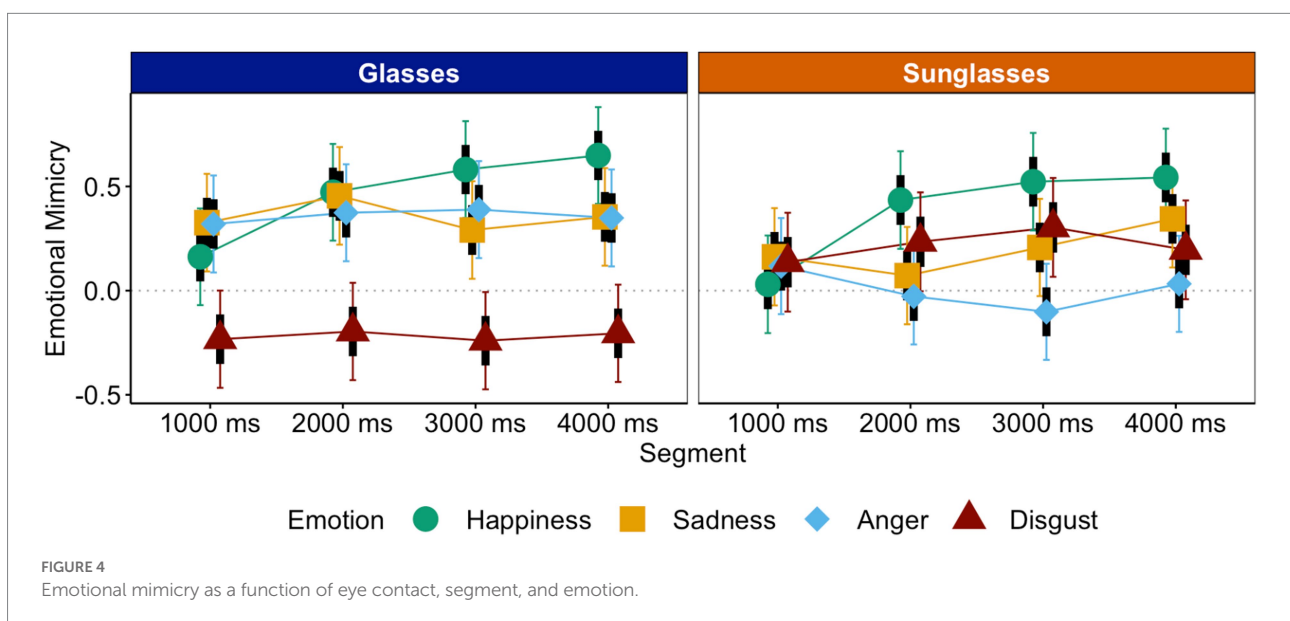 Glasses Sunglasses
Emotional Mimicry
0.5
0.0
-0.5
1000 ms 2000 ms 3000 ms 4000 ms 1000 ms 2000 ms 3000 ms 4000 ms
Segment
Emotion Happiness Sadness Anger Disgust
FIGURE 4
Emotional mimicry as a function of eye contact, segment, and emotion.